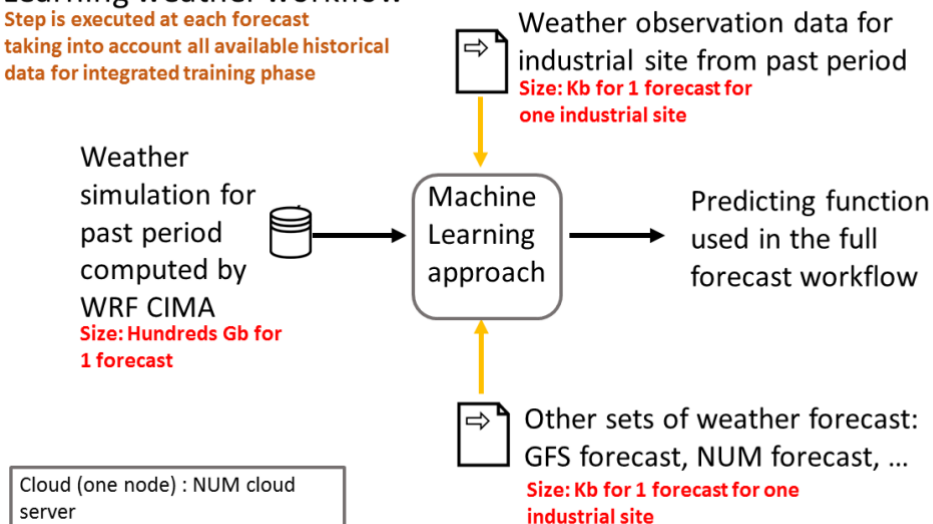 Learning weather workflow
Step is executed at each forecast
taking into account all available historical
data for integrated training phase
Weather observation data for
industrial site from past period
Size: Kb for 1 forecast for
one industrial site
Weather
simulation for
past period
computed by
WRF CIMA
Size: Hundreds Gb for
1 forecast
Machine
Learning
approach
Predicting function
used in the full
forecast workflow
Other sets of weather forecast:
GFS forecast, NUM forecast, ...
Size: Kb for 1 forecast for one
industrial site
Cloud (one node) : NUM cloud
server